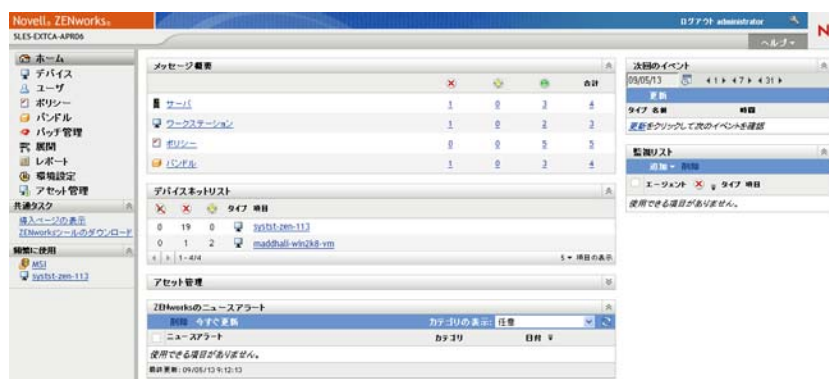 Novell® ZENworks®
ログアウト administrator
SLES-EXTCA-APRO6
ヘルプ
N
ホーム
デバイス
ユーザ
ポリシー
バンドル
パッチ管理
展開
レポート
環境設定
アセット管理
共通タスク
導入ページの表示
ZENworksツールのダウンロード
頻繁に使用
MSI
systst-zen-113
メッセージ概要
合計
サーバ 1 0 3 4
ワークステーション 1 0 2 3
ポリシー 0 0 5 5
バンドル 1 0 3 4
デバイスホットリスト
タイプ 項目
0 19 0 systst-zen-113
0 1 2 maddhali-win2k8-vm
1 - 4/4
5 項目の表示
アセット管理
ZENworksのニュースアラート
削除 今すぐ更新
カテゴリの表示: 任意
ニュースアラート カテゴリ 日付
使用できる項目がありません。
最終更新: 09/05/13 9:12:13
次回のイベント
09/05/13 1 7 31
更新
タイプ 名前 時間
更新をクリックして次のイベントを確認
監視リスト
追加 削除
エージェント タイプ 項目
使用できる項目がありません。